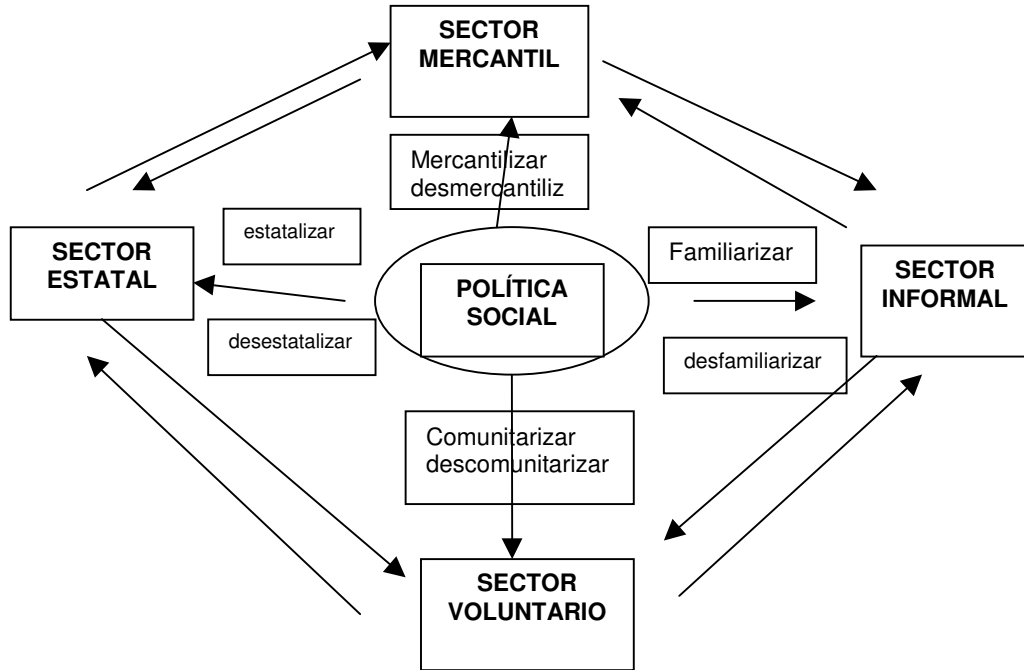 SECTOR
MERCANTIL
Mercantilizar
desmercantiliz
estatalizar
Familiarizar
SECTOR
ESTATAL
POLÍTICA
SOCIAL
SECTOR
INFORMAL
desestatalizar
desfamiliarizar
Comunitarizar
descomunitarizar
SECTOR
VOLUNTARIO